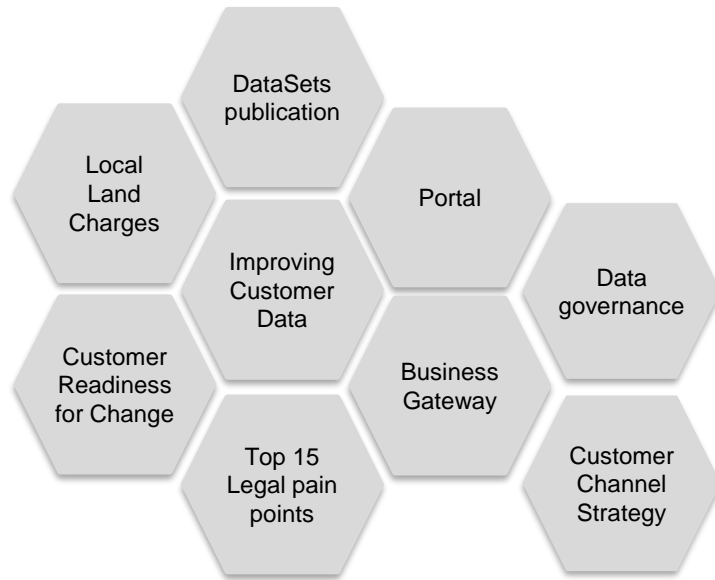 DataSets
publication
Local
Land
Charges
Portal
Improving
Customer
Data
Data
governance
Customer
Readiness
for Change
Business
Gateway
Top 15
Legal pain
points
Customer
Channel
Strategy